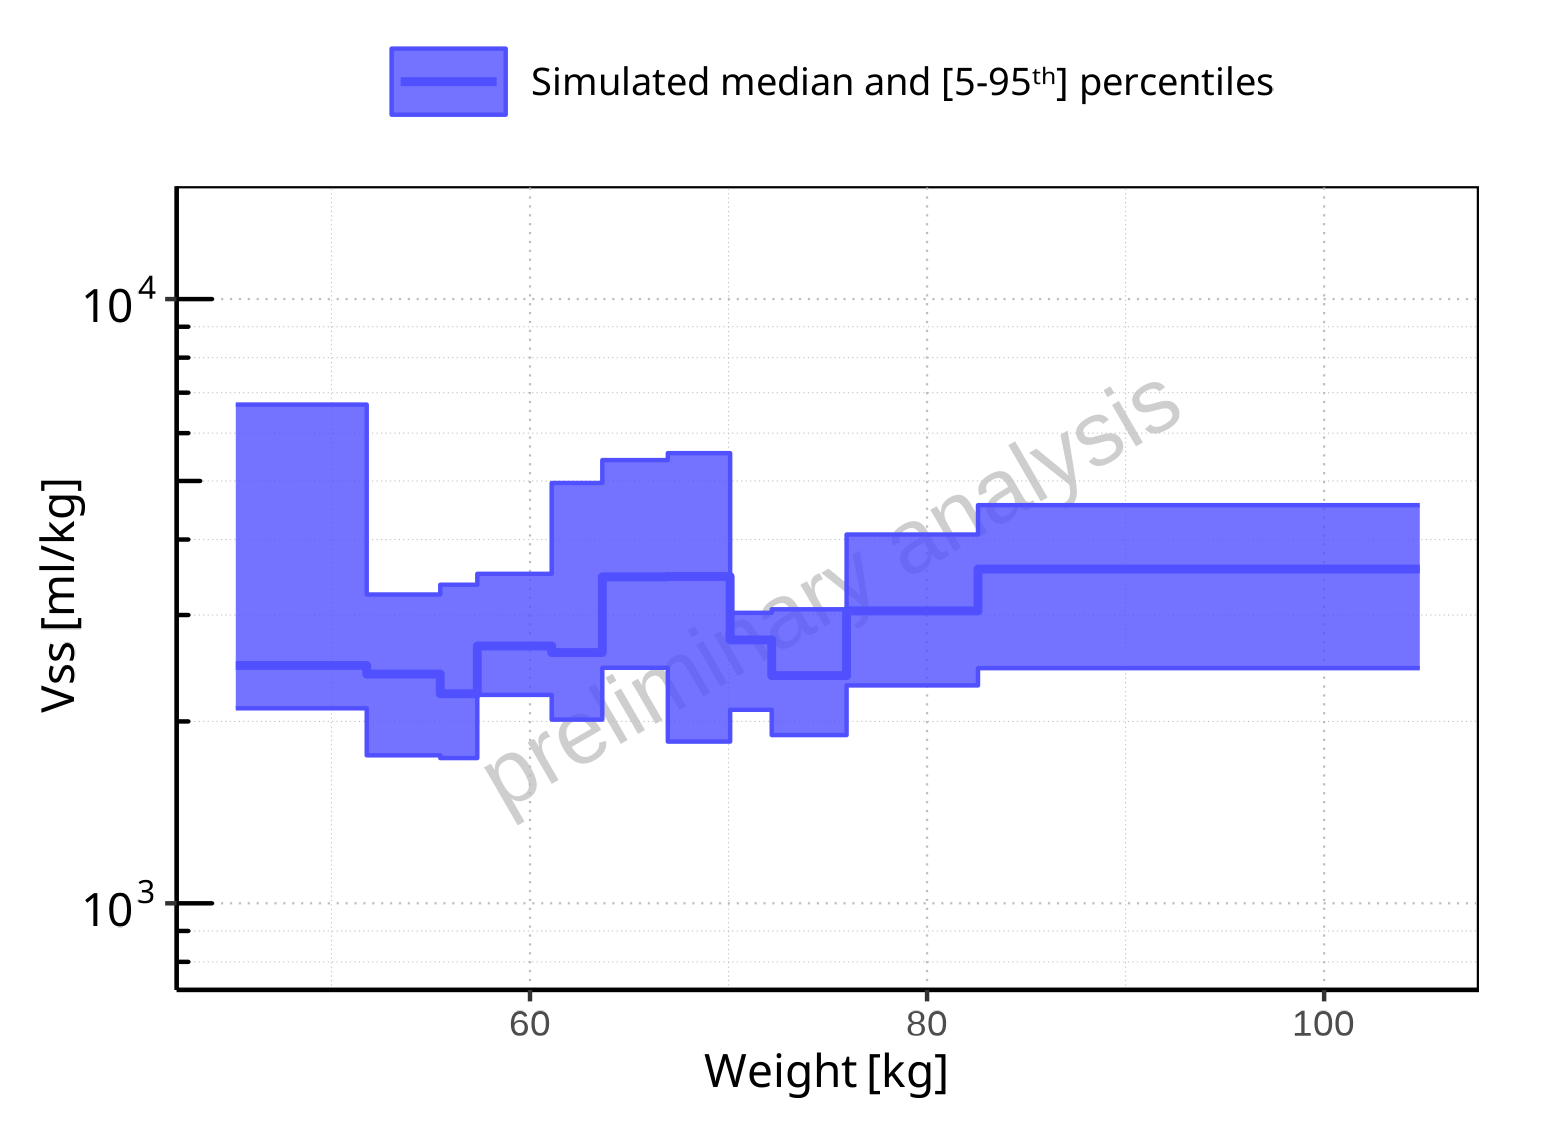 Simulated median and [5-95th] percentiles
10^4
Vss [ml/kg]
preliminary analysis
10^3
60 80 100
Weight [kg]